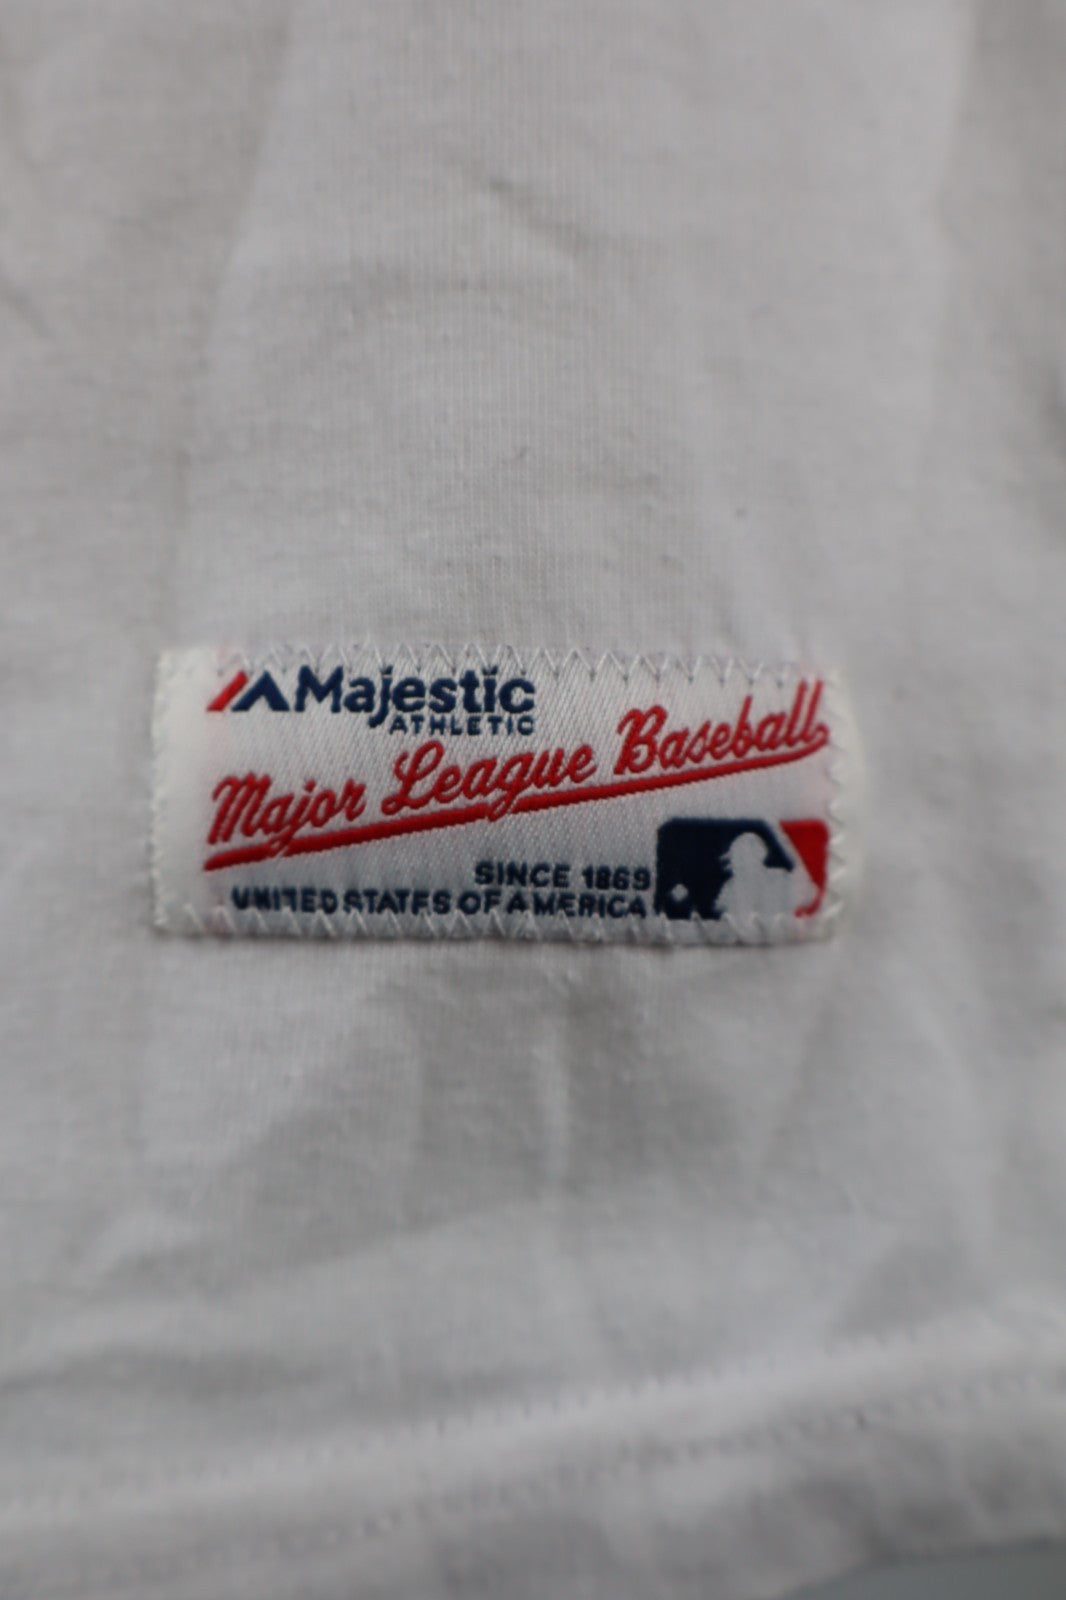 Majestic
ATHLETIC
Major League Baseball
SINCE 1869
UNITED STATES OF AMERICA